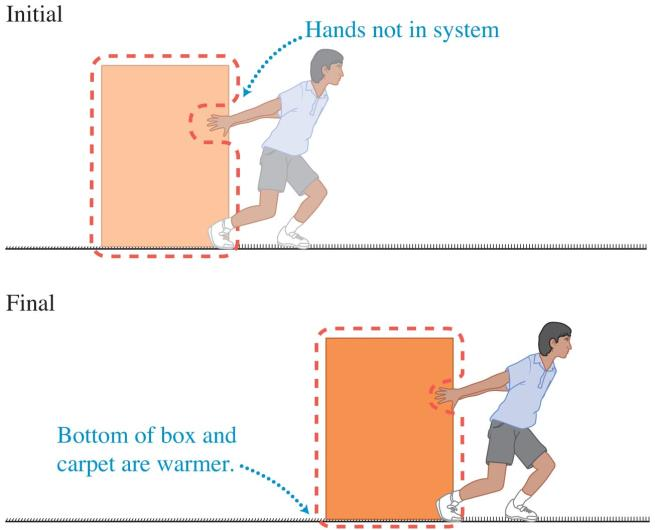 Initial
Hands not in system
Final
Bottom of box and
carpet are warmer.